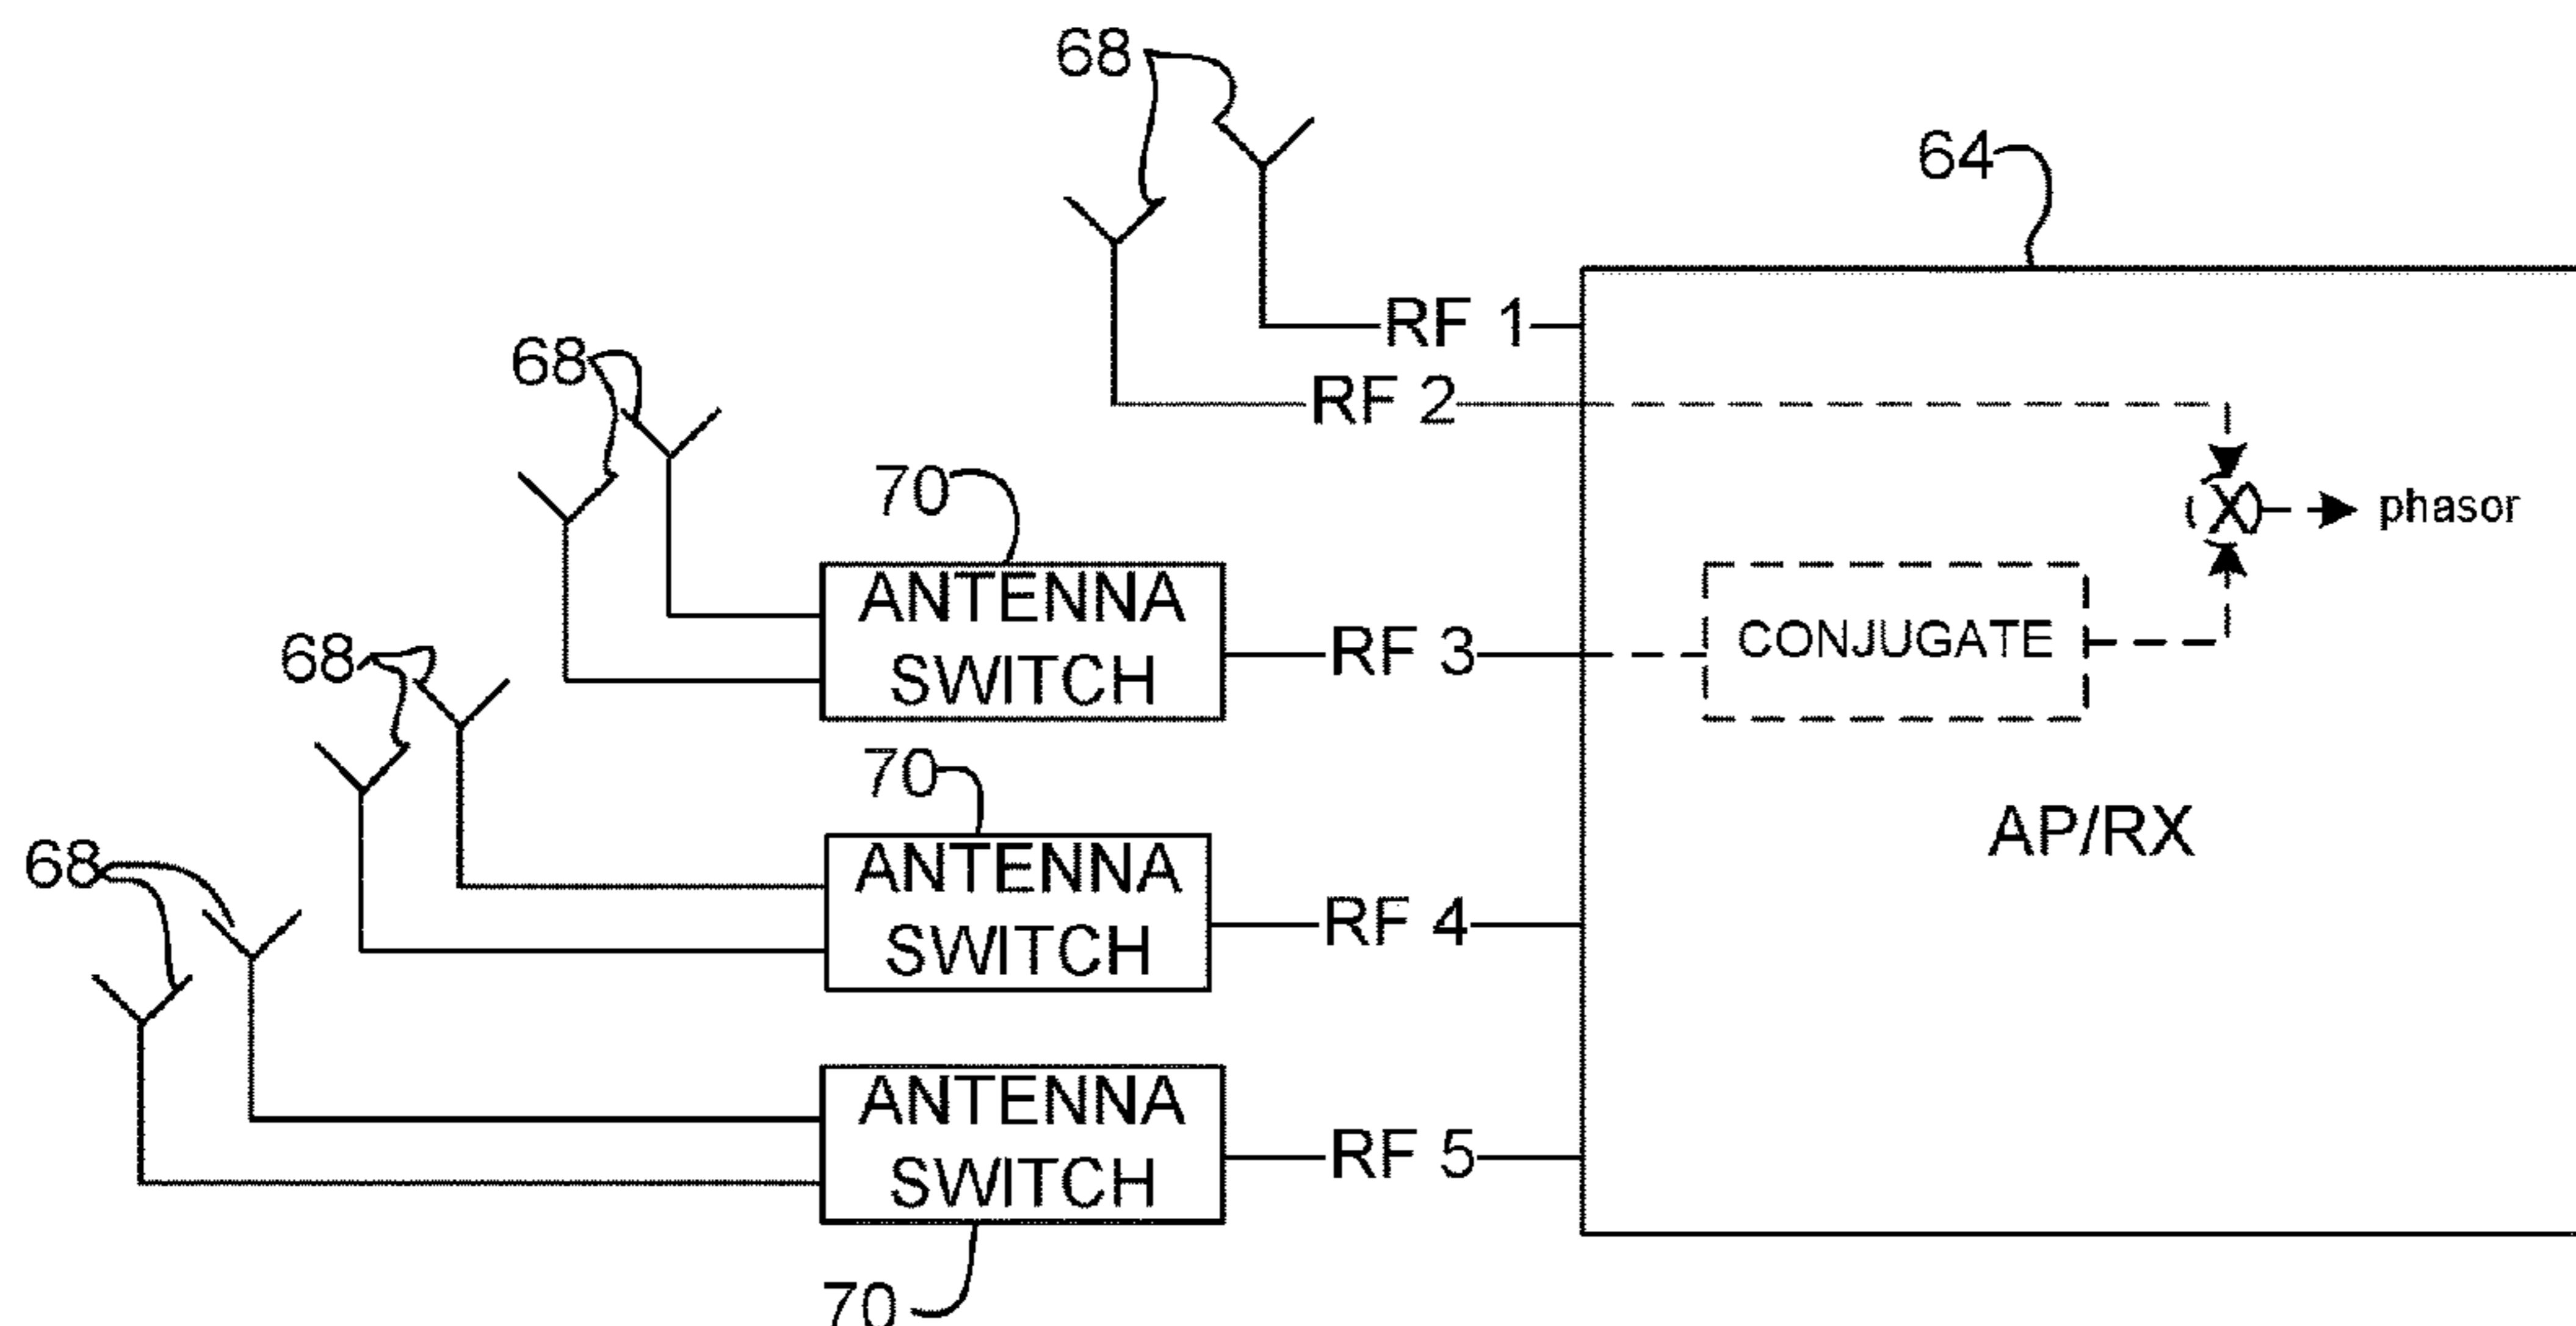 68
64
RF 1
68
RF 2
70
X
phasor
ANTENNA
SWITCH
RF 3
CONJUGATE
68
70
AP/RX
68
ANTENNA
SWITCH
RF 4
ANTENNA
SWITCH
RF 5
70